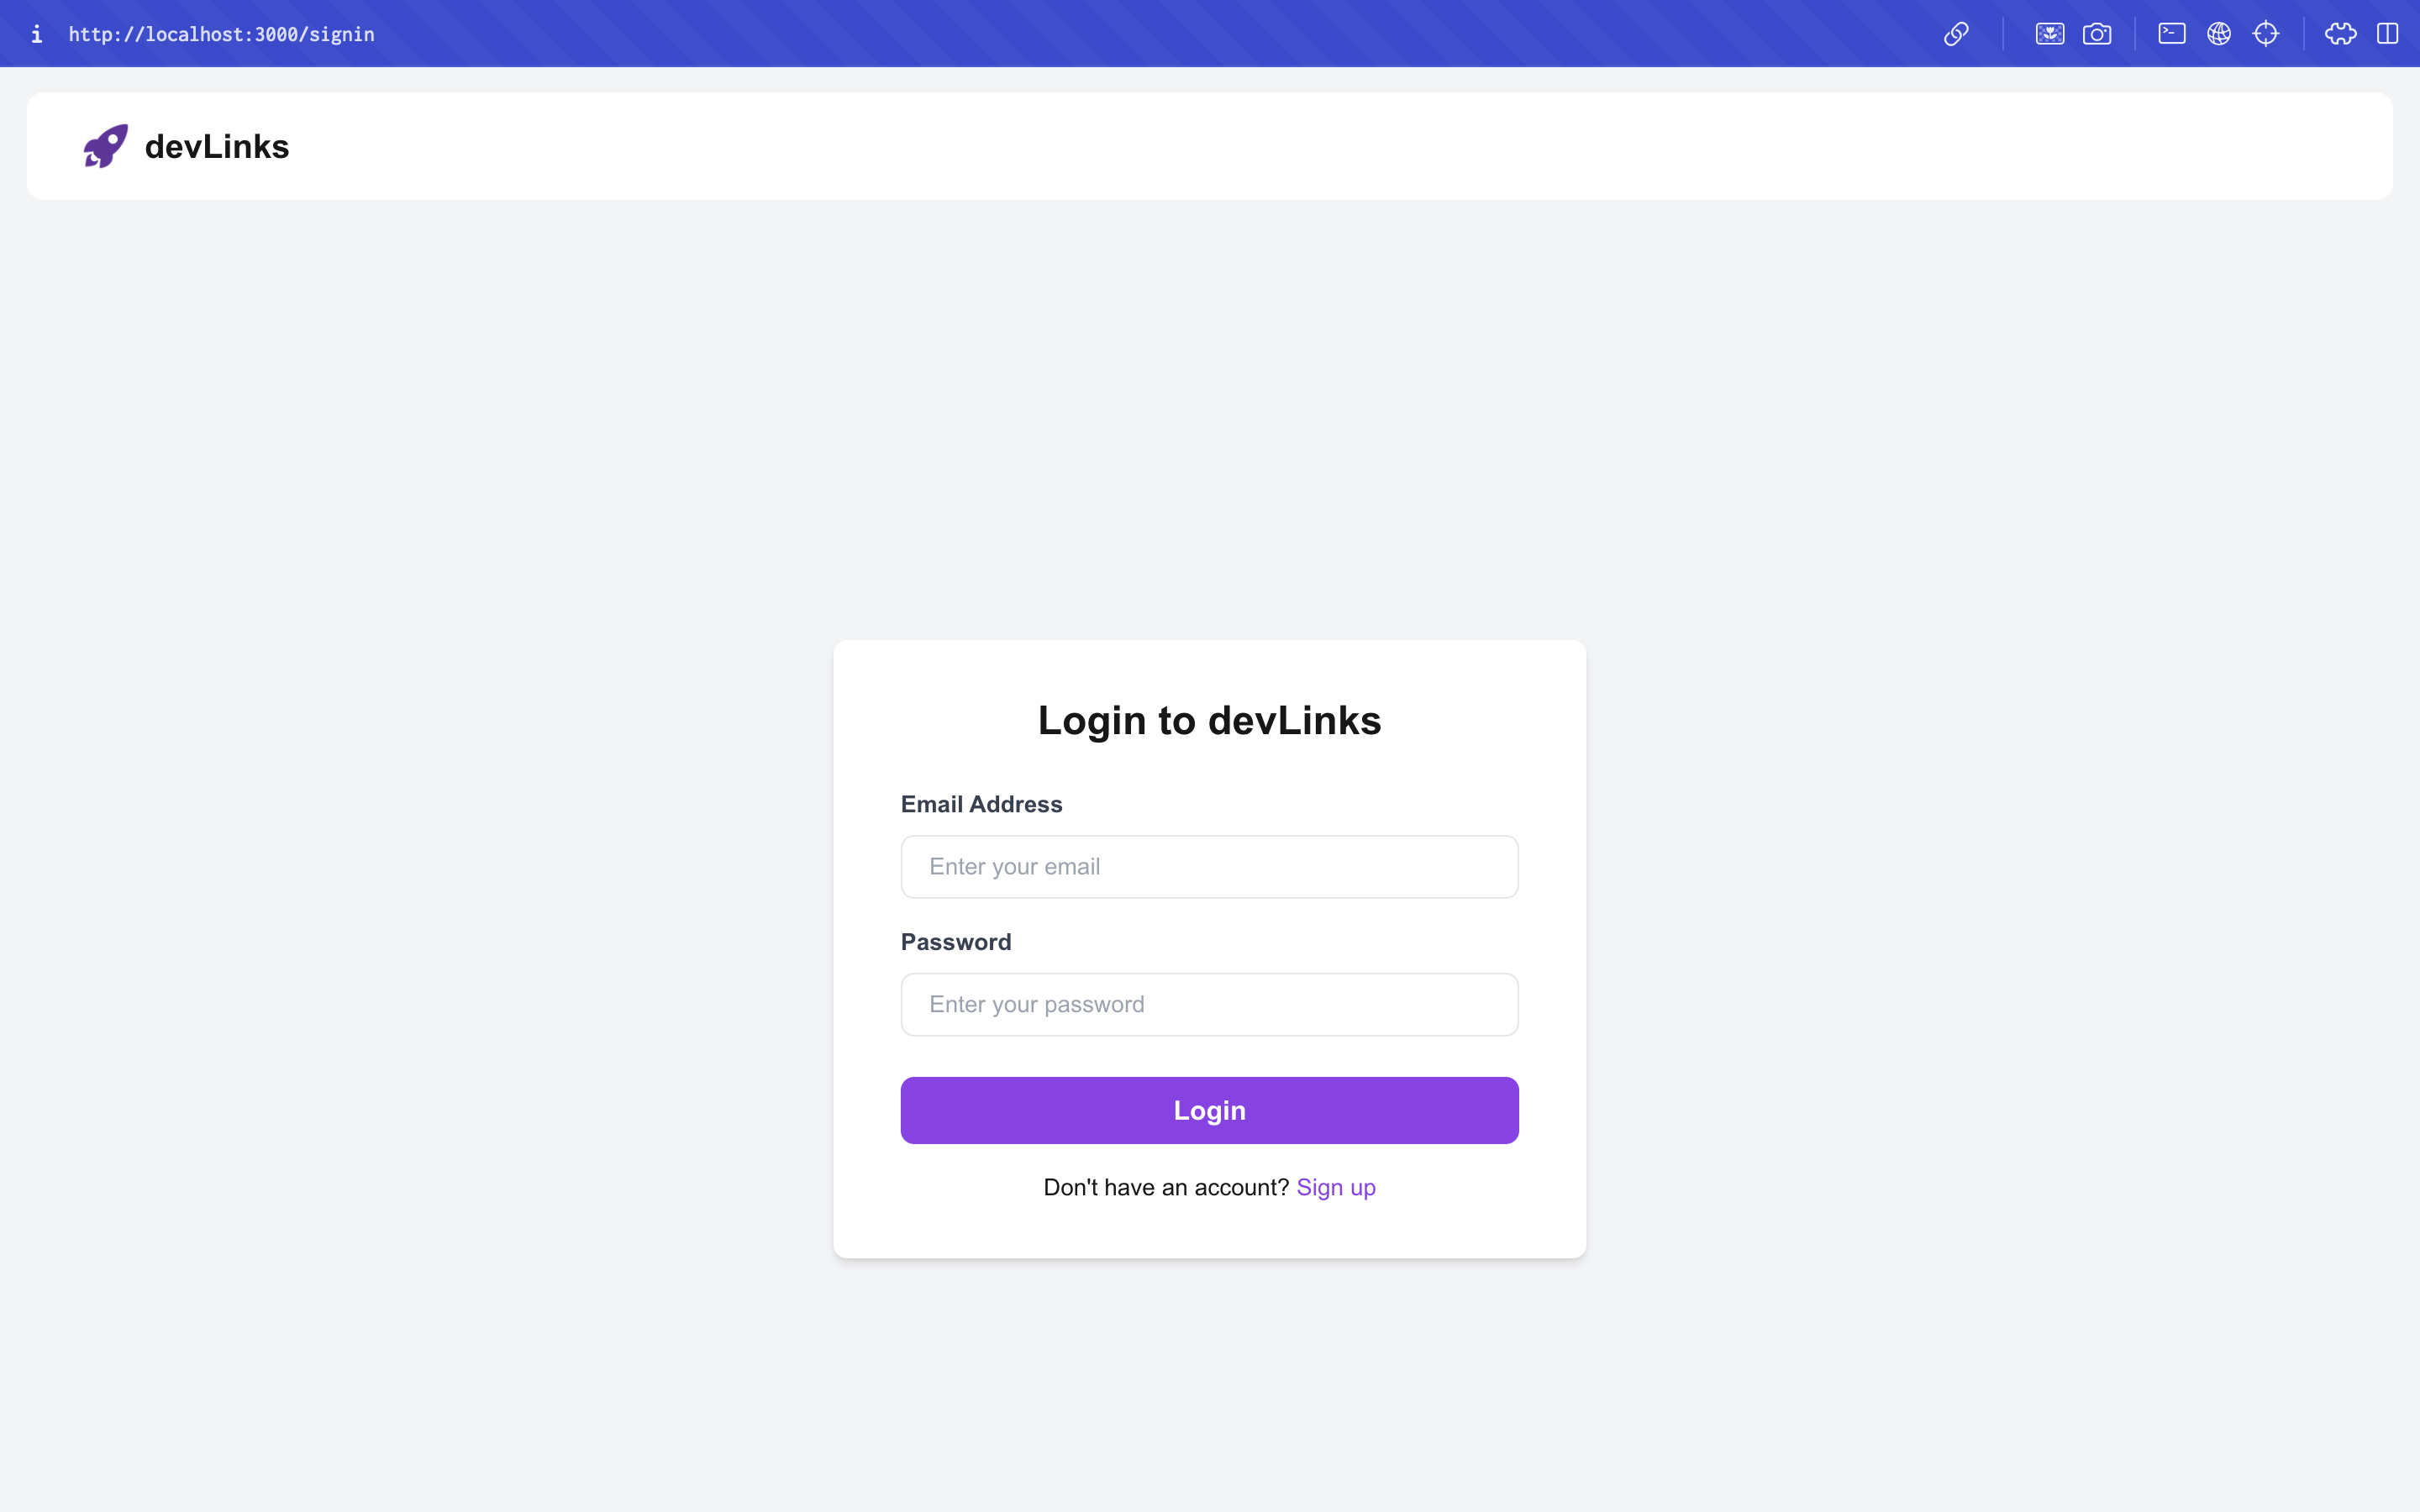 http://localhost:3000/signin
devLinks
Login to devLinks
Email Address
Enter your email
Password
Enter your password
Login
Don't have an account? Sign up